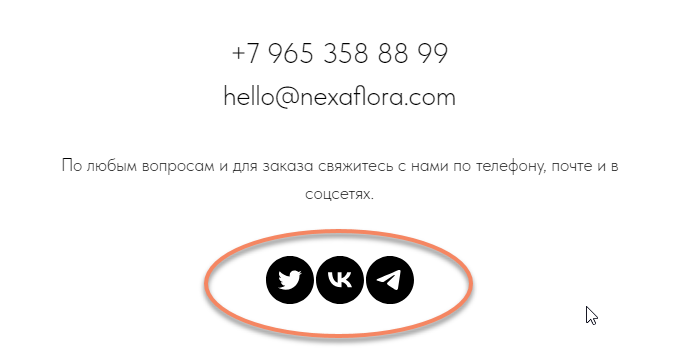 +7 965 358 88 99
hello@nexaflora.com
По любым вопросам и для заказа свяжитесь с нами по телефону, почте и в
соцсетях.